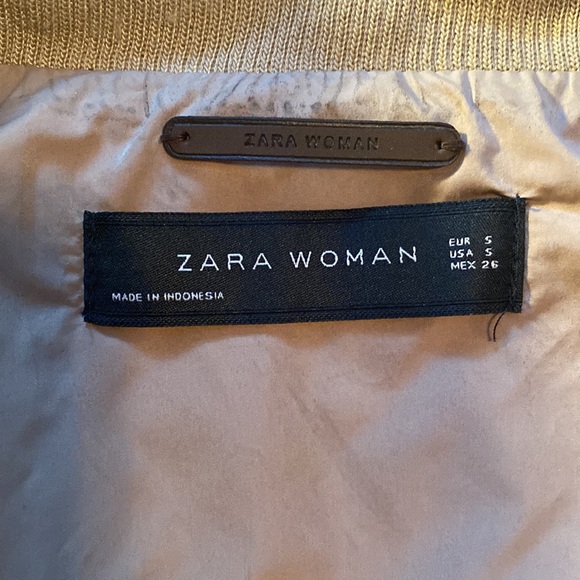 ZARA WOMAN
ZARA WOMAN
EUR S
USA S
MEX 26
MADE IN INDONESIA